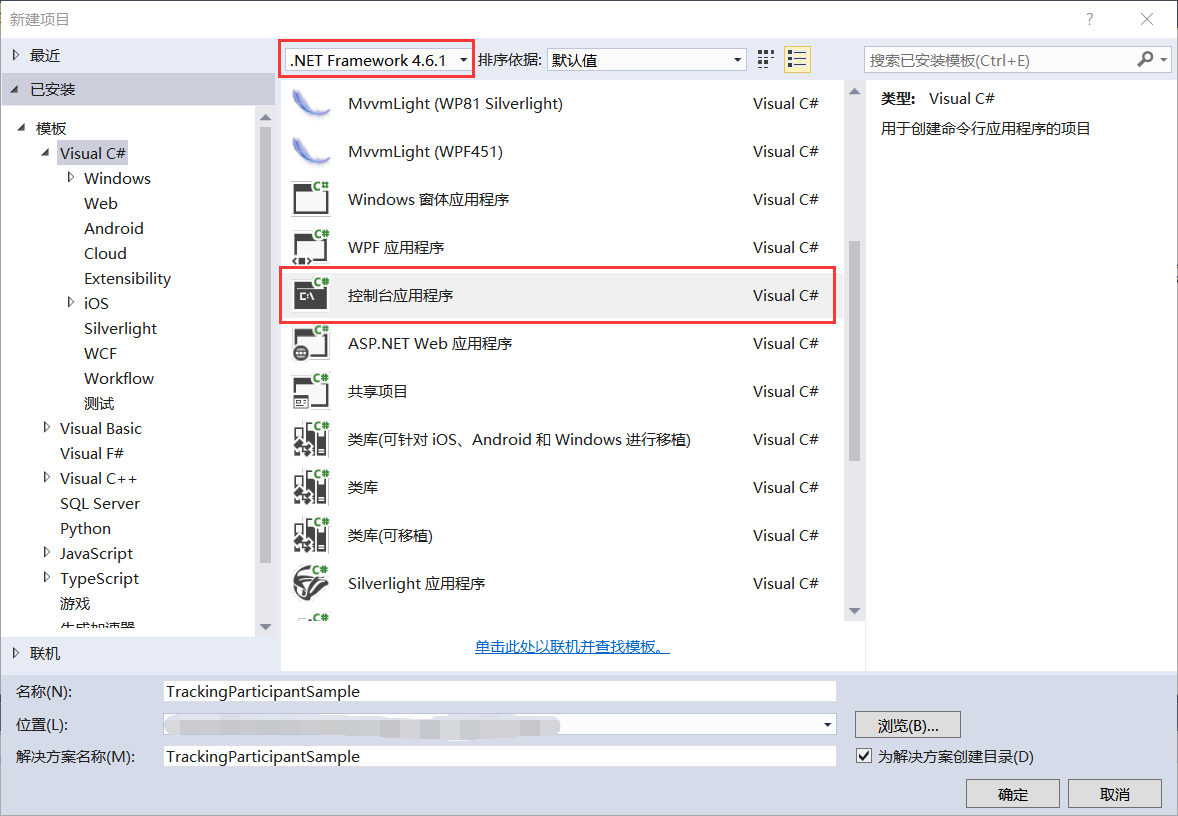 新建项目
最近
已安装
模板
Visual C#
Windows
Web
Android
Cloud
Extensibility
iOS
Silverlight
WCF
Workflow
测试
Visual Basic
Visual F#
Visual C++
SQL Server
Python
JavaScript
TypeScript
游戏
生成加速器
联机
.NET Framework 4.6.1 排序依据: 默认值
MvvmLight (WP81 Silverlight) Visual C#
MvvmLight (WPF451) Visual C#
Windows 窗体应用程序 Visual C#
WPF 应用程序 Visual C#
控制台应用程序 Visual C#
ASP.NET Web 应用程序 Visual C#
共享项目 Visual C#
类库(可针对 iOS、Android 和 Windows 进行移植) Visual C#
类库 Visual C#
类库(可移植) Visual C#
Silverlight 应用程序 Visual C#
单击此处以联机并查找模板。
搜索已安装模板(Ctrl+E)
类型: Visual C#
用于创建命令行应用程序的项目
名称(N): TrackingParticipantSample
位置(L): 浏览(B)...
解决方案名称(M): TrackingParticipantSample
为解决方案创建目录(D)
确定 取消